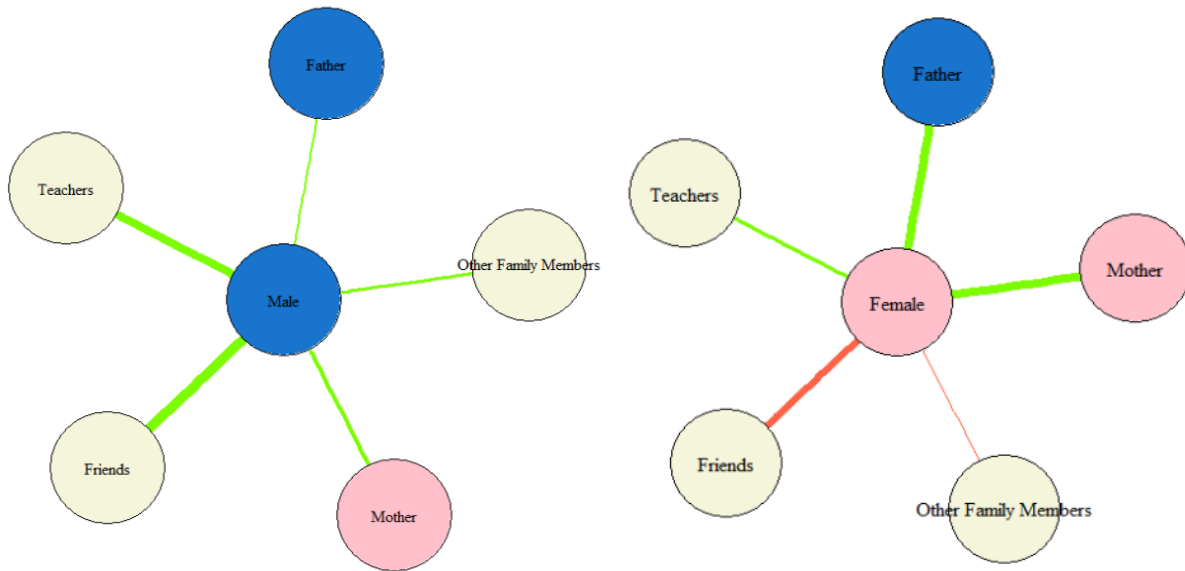 Father
Teachers
Other Family Members
Male
Friends
Mother
Father
Teachers
Mother
Female
Friends
Other Family Members